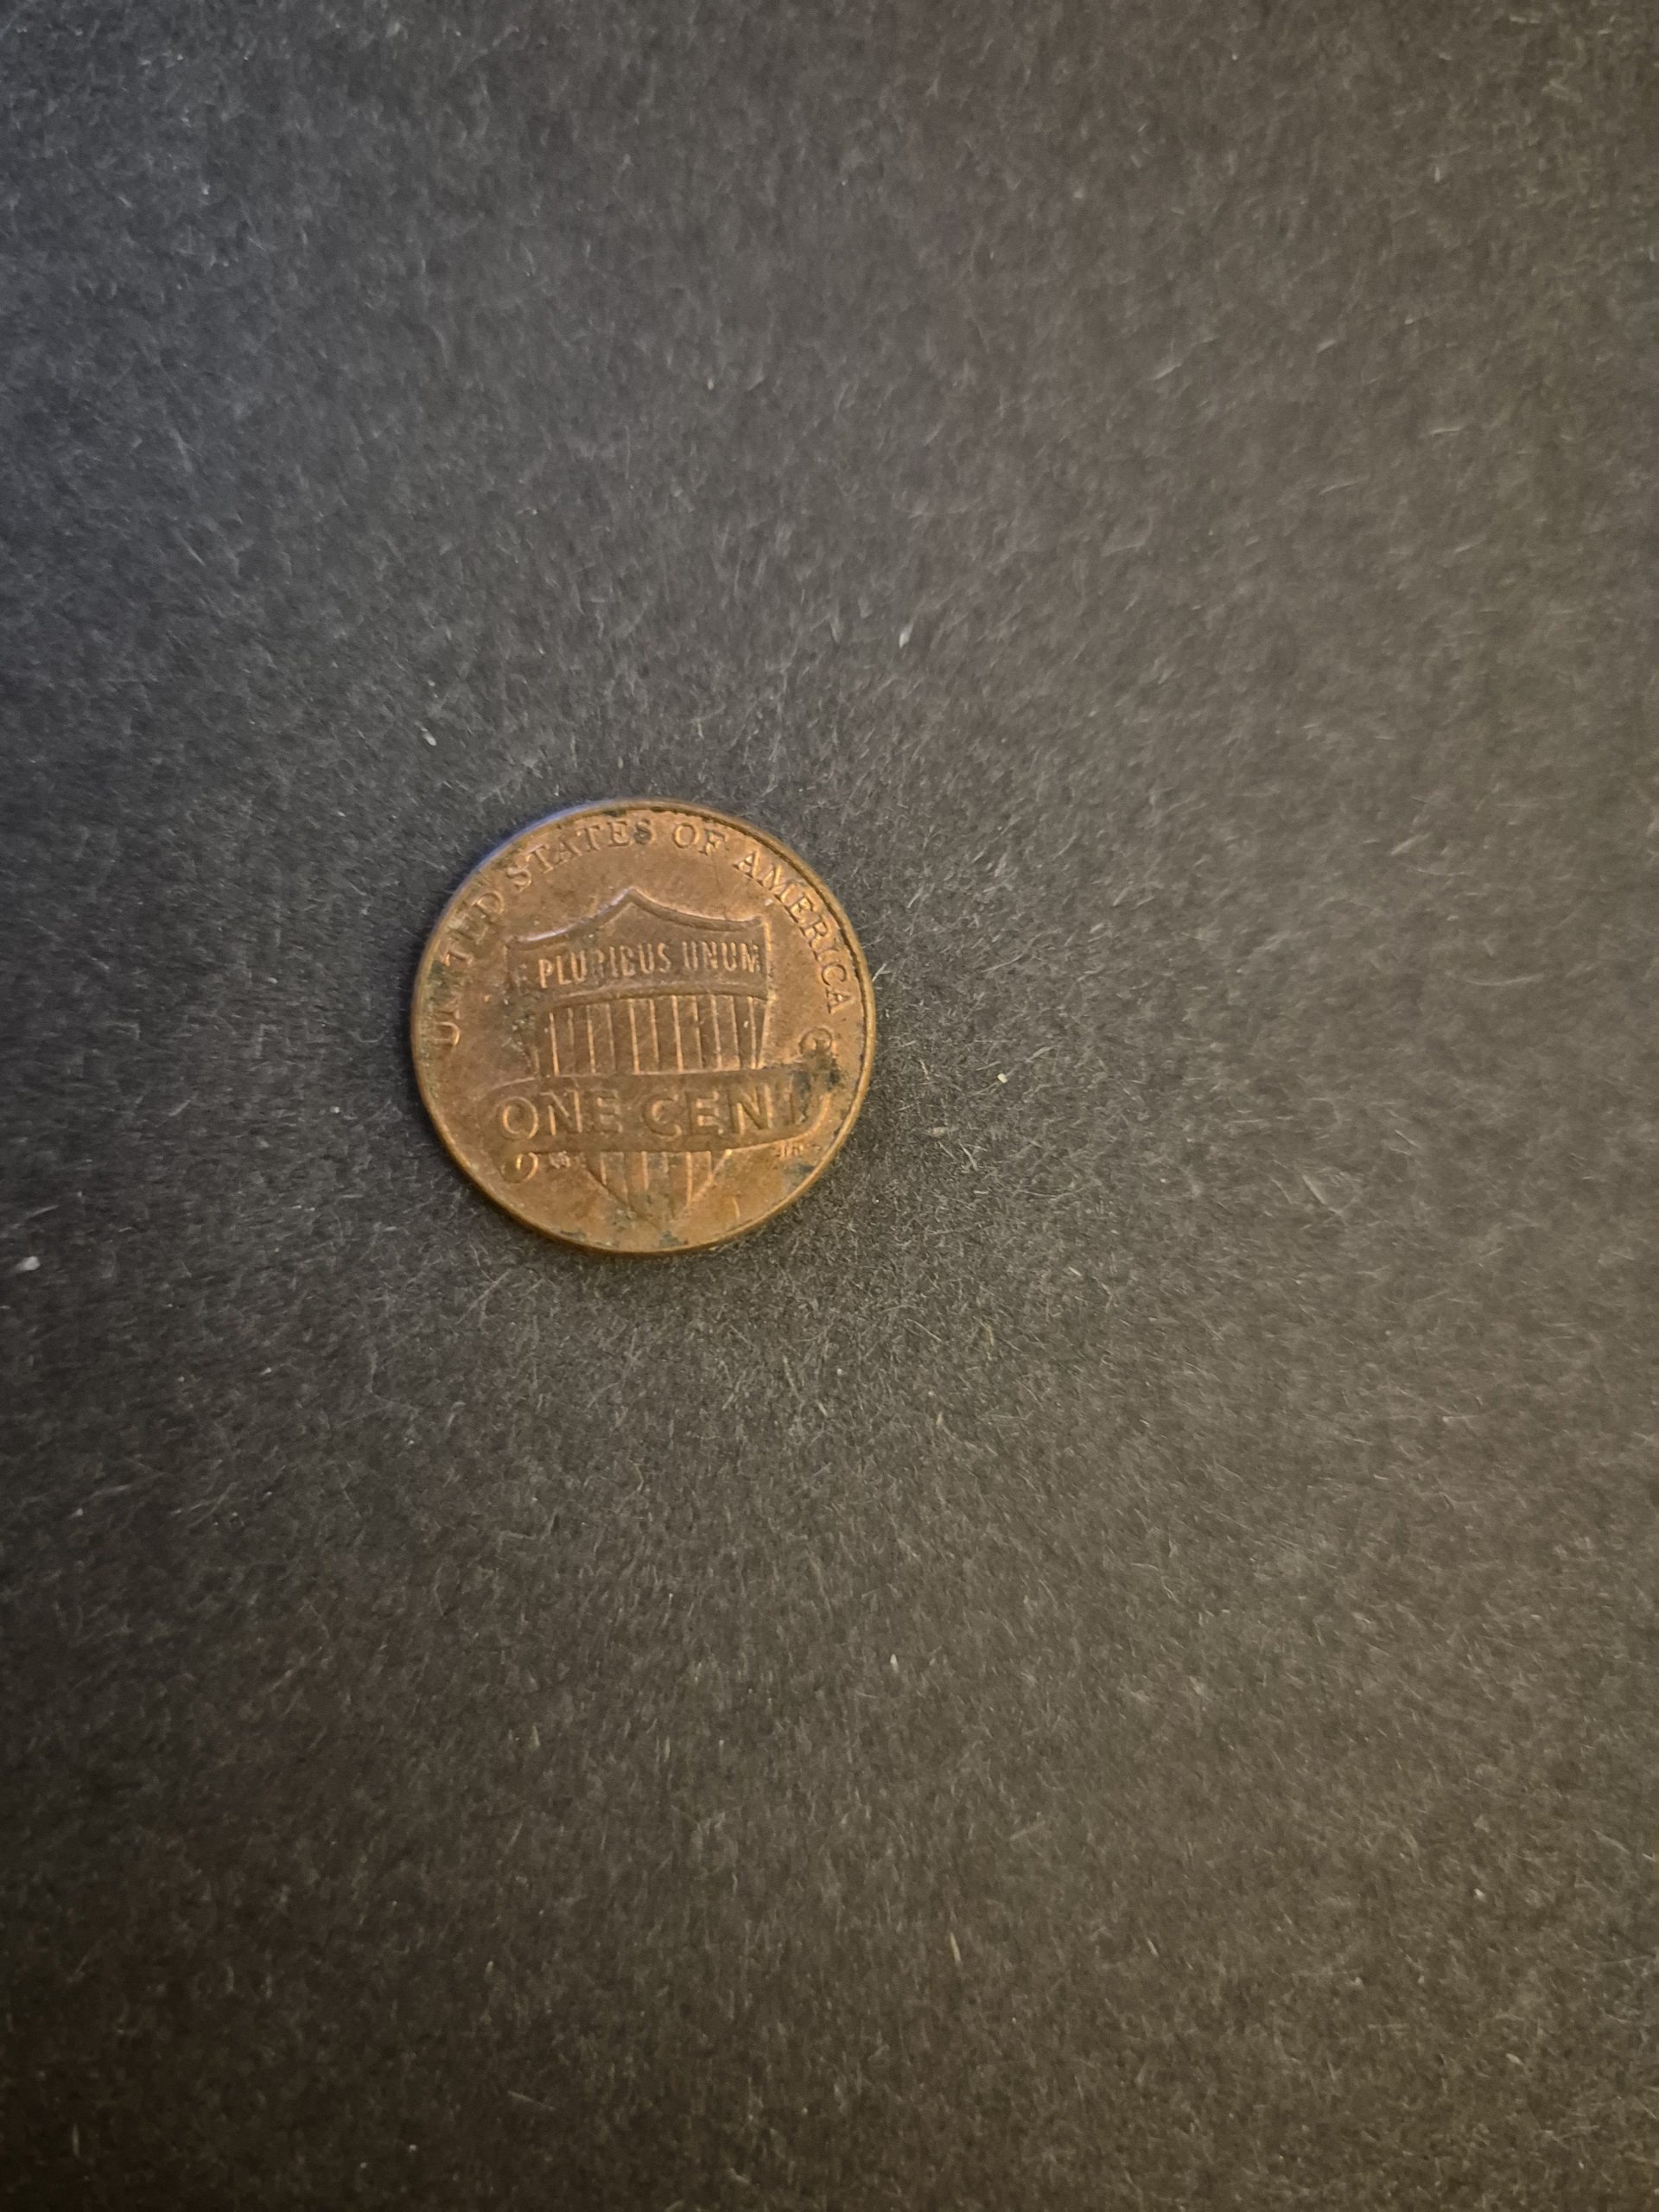 UNITED STATES OF AMERICA
E PLURIBUS UNUM
ONE CENT